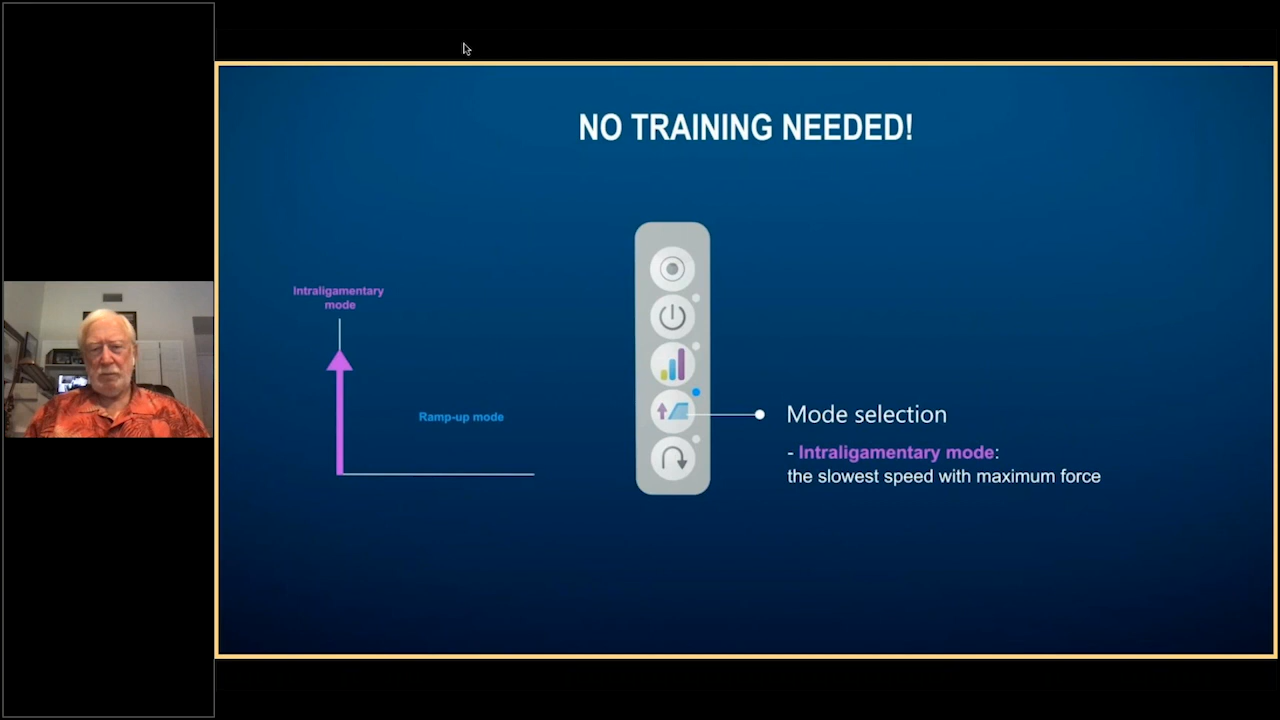 NO TRAINING NEEDED!
Intraligamentary
mode
Ramp-up mode
Mode selection
- Intraligamentary mode:
the slowest speed with maximum force